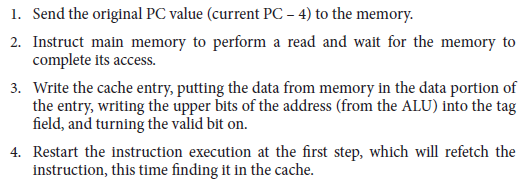 1. Send the original PC value (current PC – 4) to the memory.
2. Instruct main memory to perform a read and wait for the memory to
complete its access.
3. Write the cache entry, putting the data from memory in the data portion of
the entry, writing the upper bits of the address (from the ALU) into the tag
field, and turning the valid bit on.
4. Restart the instruction execution at the first step, which will refetch the
instruction, this time finding it in the cache.